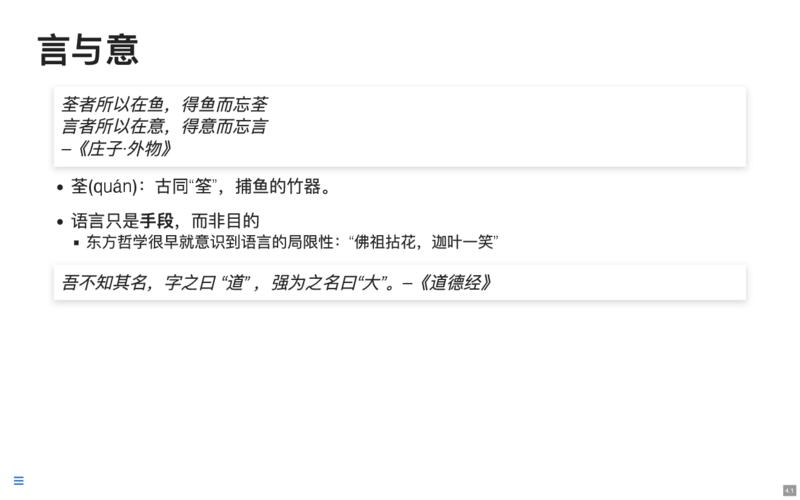 言与意
荃者所以在鱼，得鱼而忘荃
言者所以在意，得意而忘言
–《庄子·外物》
• 荃(quán)：古同“筌”，捕鱼的竹器。
• 语言只是手段，而非目的
▪ 东方哲学很早就意识到语言的局限性：“佛祖拈花，迦叶一笑”
吾不知其名，字之曰 “道” ，强为之名曰“大”。–《道德经》
4.1